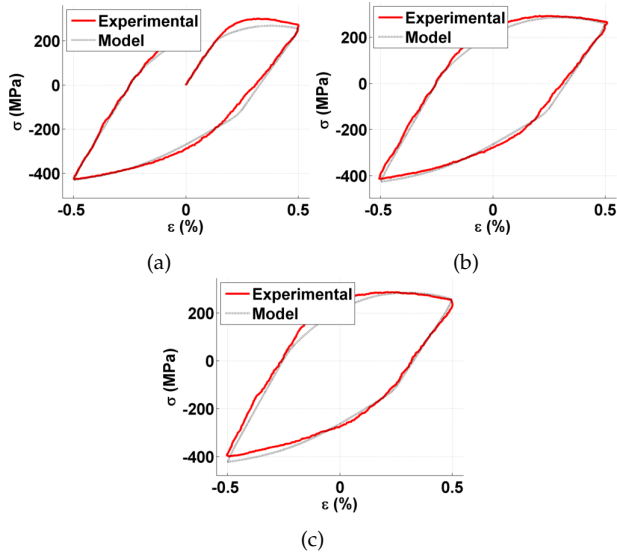 Experimental
Model
200
0
-200
-400
σ (MPa)
-0.5
0
0.5
ε (%)
(a)
Experimental
Model
200
0
-200
-400
σ (MPa)
-0.5
0
0.5
ε (%)
(b)
Experimental
Model
200
0
-200
-400
σ (MPa)
-0.5
0
0.5
ε (%)
(c)